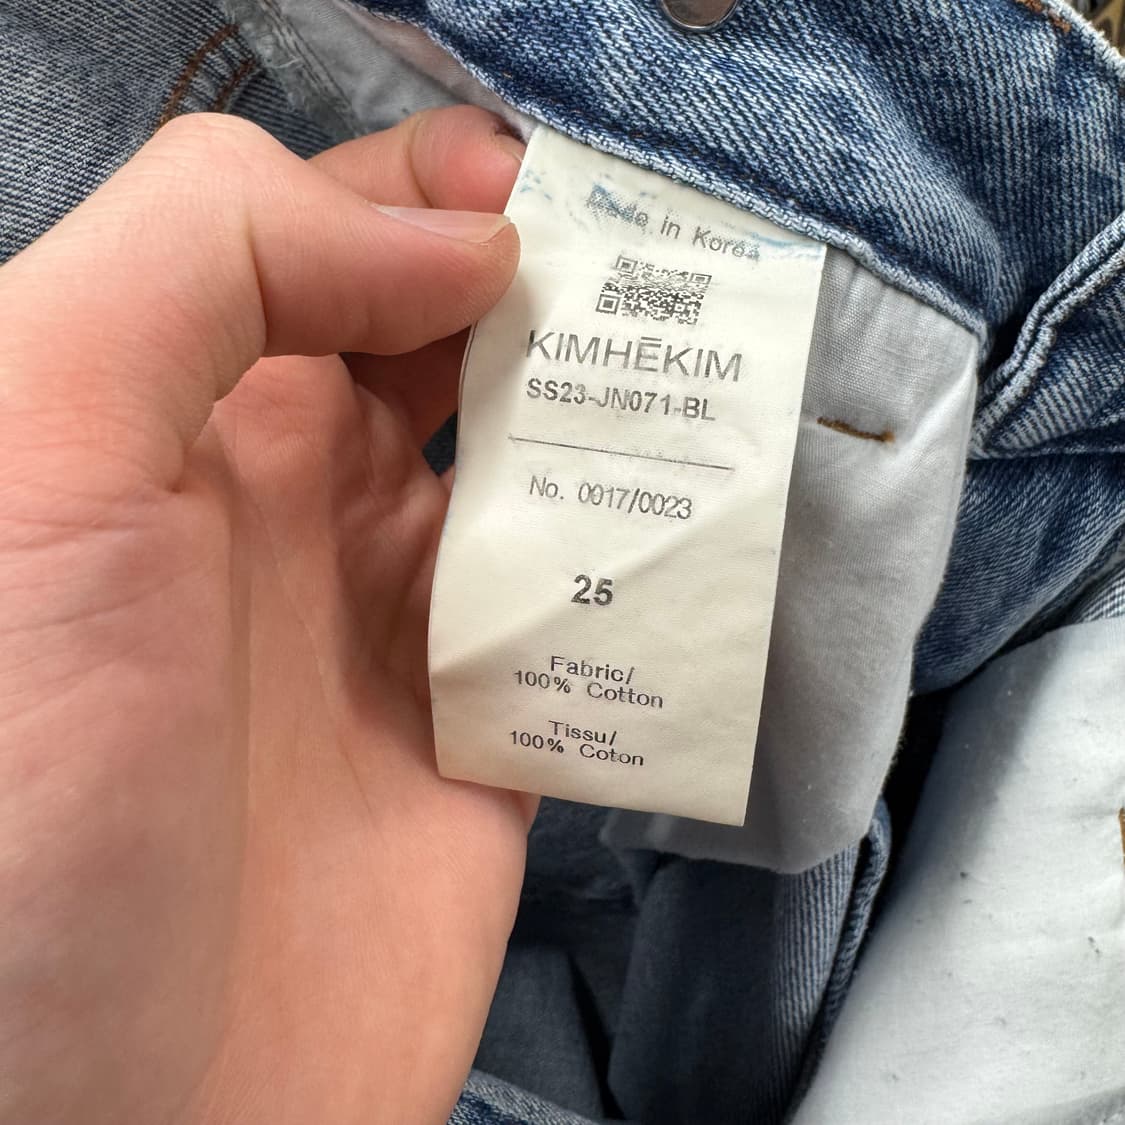 Made in Korea
KIMHĒKIM
SS23-JN071-BL
No. 0017/0023
25
Fabric/
100% Cotton
Tissu/
100% Coton